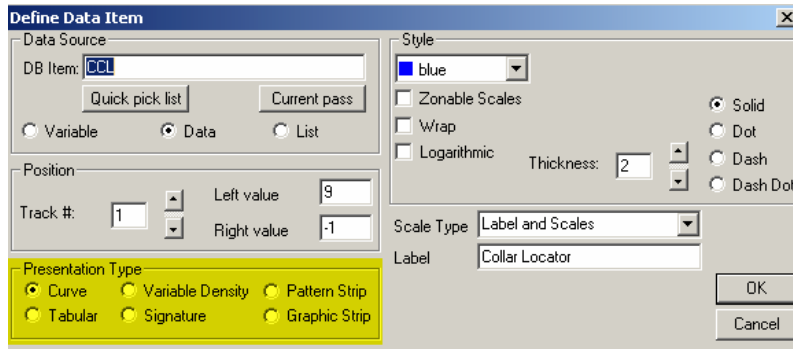 Define Data Item
Data Source
DB Item: CCL
Quick pick list
Current pass
Variable
Data
List
Position
Track #: 1
Left value 9
Right value -1
Presentation Type
Curve
Variable Density
Pattern Strip
Tabular
Signature
Graphic Strip
Style
blue
Zonable Scales
Wrap
Logarithmic
Thickness: 2
Solid
Dot
Dash
Dash Dot
Scale Type Label and Scales
Label Collar Locator
OK
Cancel